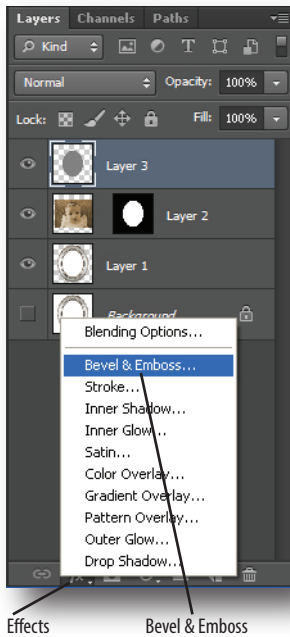 Layers Channels Paths
Kind T
Normal Opacity: 100%
Lock: Fill: 100%
Layer 3
Layer 2
Layer 1
Background
Blending Options...
Bevel & Emboss...
Stroke...
Inner Shadow...
Inner Glow...
Satin...
Color Overlay...
Gradient Overlay...
Pattern Overlay...
Outer Glow...
Drop Shadow...
fx
Effects Bevel & Emboss